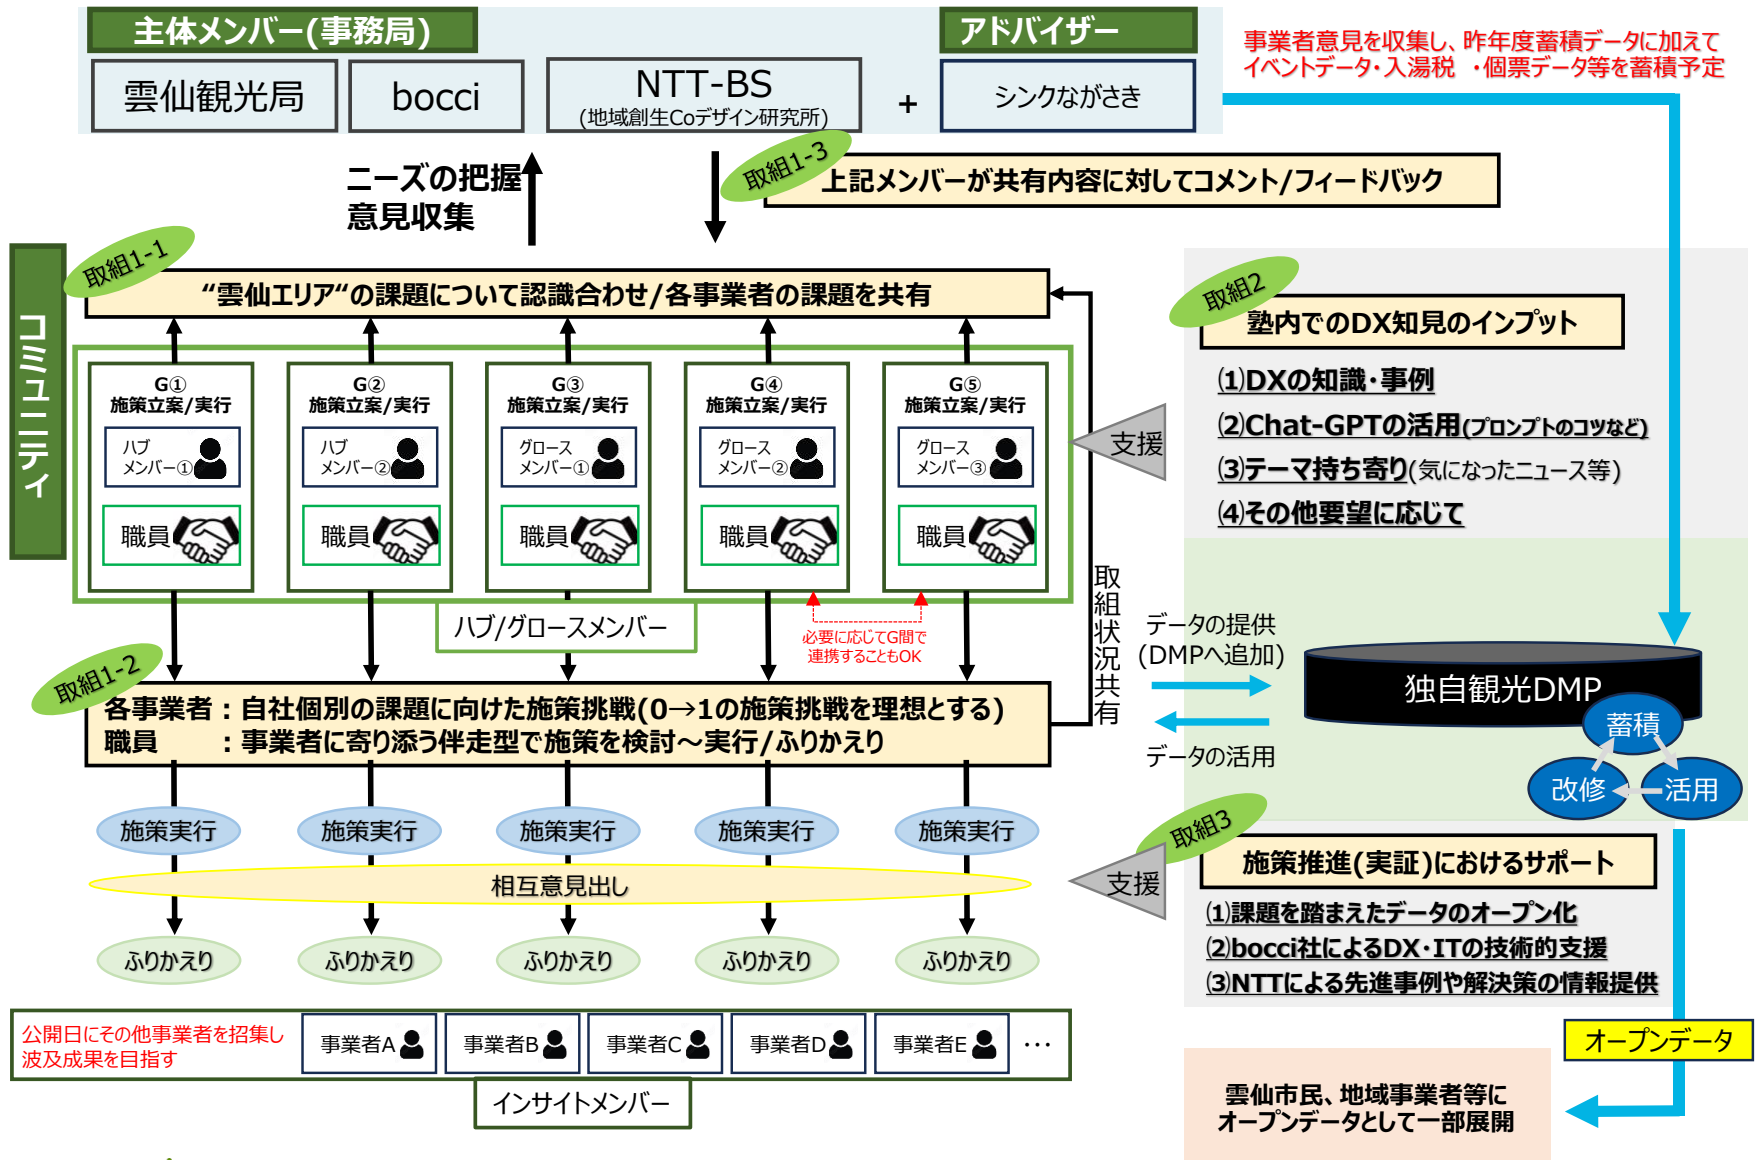 主体メンバー(事務局)
アドバイザー
雲仙観光局
bocci
NTT-BS
(地域創生Coデザイン研究所)
+
シンクながさき
事業者意見を収集し、昨年度蓄積データに加えて
イベントデータ・入湯税 ・個票データ等を蓄積予定
ニーズの把握
意見収集
取組1-3
上記メンバーが共有内容に対してコメント/フィードバック
コミュニティ
取組1-1
“雲仙エリア“の課題について認識合わせ/各事業者の課題を共有
G①
施策立案/実行
ハブ
メンバー①
職員
G②
施策立案/実行
ハブ
メンバー②
職員
G③
施策立案/実行
グロース
メンバー①
職員
G④
施策立案/実行
グロース
メンバー②
職員
G⑤
施策立案/実行
グロース
メンバー③
職員
ハブ/グロースメンバー
必要に応じてG間で
連携することもOK
取組状況共有
取組1-2
各事業者：自社個別の課題に向けた施策挑戦(0→1の施策挑戦を理想とする)
職員　　：事業者に寄り添う伴走型で施策を検討～実行/ふりかえり
施策実行
施策実行
施策実行
施策実行
施策実行
相互意見出し
ふりかえり
ふりかえり
ふりかえり
ふりかえり
ふりかえり
公開日にその他事業者を招集し
波及成果を目指す
事業者A
事業者B
事業者C
事業者D
事業者E
…
インサイトメンバー
取組2
塾内でのDX知見のインプット
⑴DXの知識・事例
⑵Chat-GPTの活用(プロンプトのコツなど)
⑶テーマ持ち寄り(気になったニュース等)
⑷その他要望に応じて
支援
データの提供
(DMPへ追加)
データの活用
独自観光DMP
蓄積
改修
活用
取組3
施策推進(実証)におけるサポート
支援
⑴課題を踏まえたデータのオープン化
⑵bocci社によるDX・ITの技術的支援
⑶NTTによる先進事例や解決策の情報提供
オープンデータ
雲仙市民、地域事業者等に
オープンデータとして一部展開